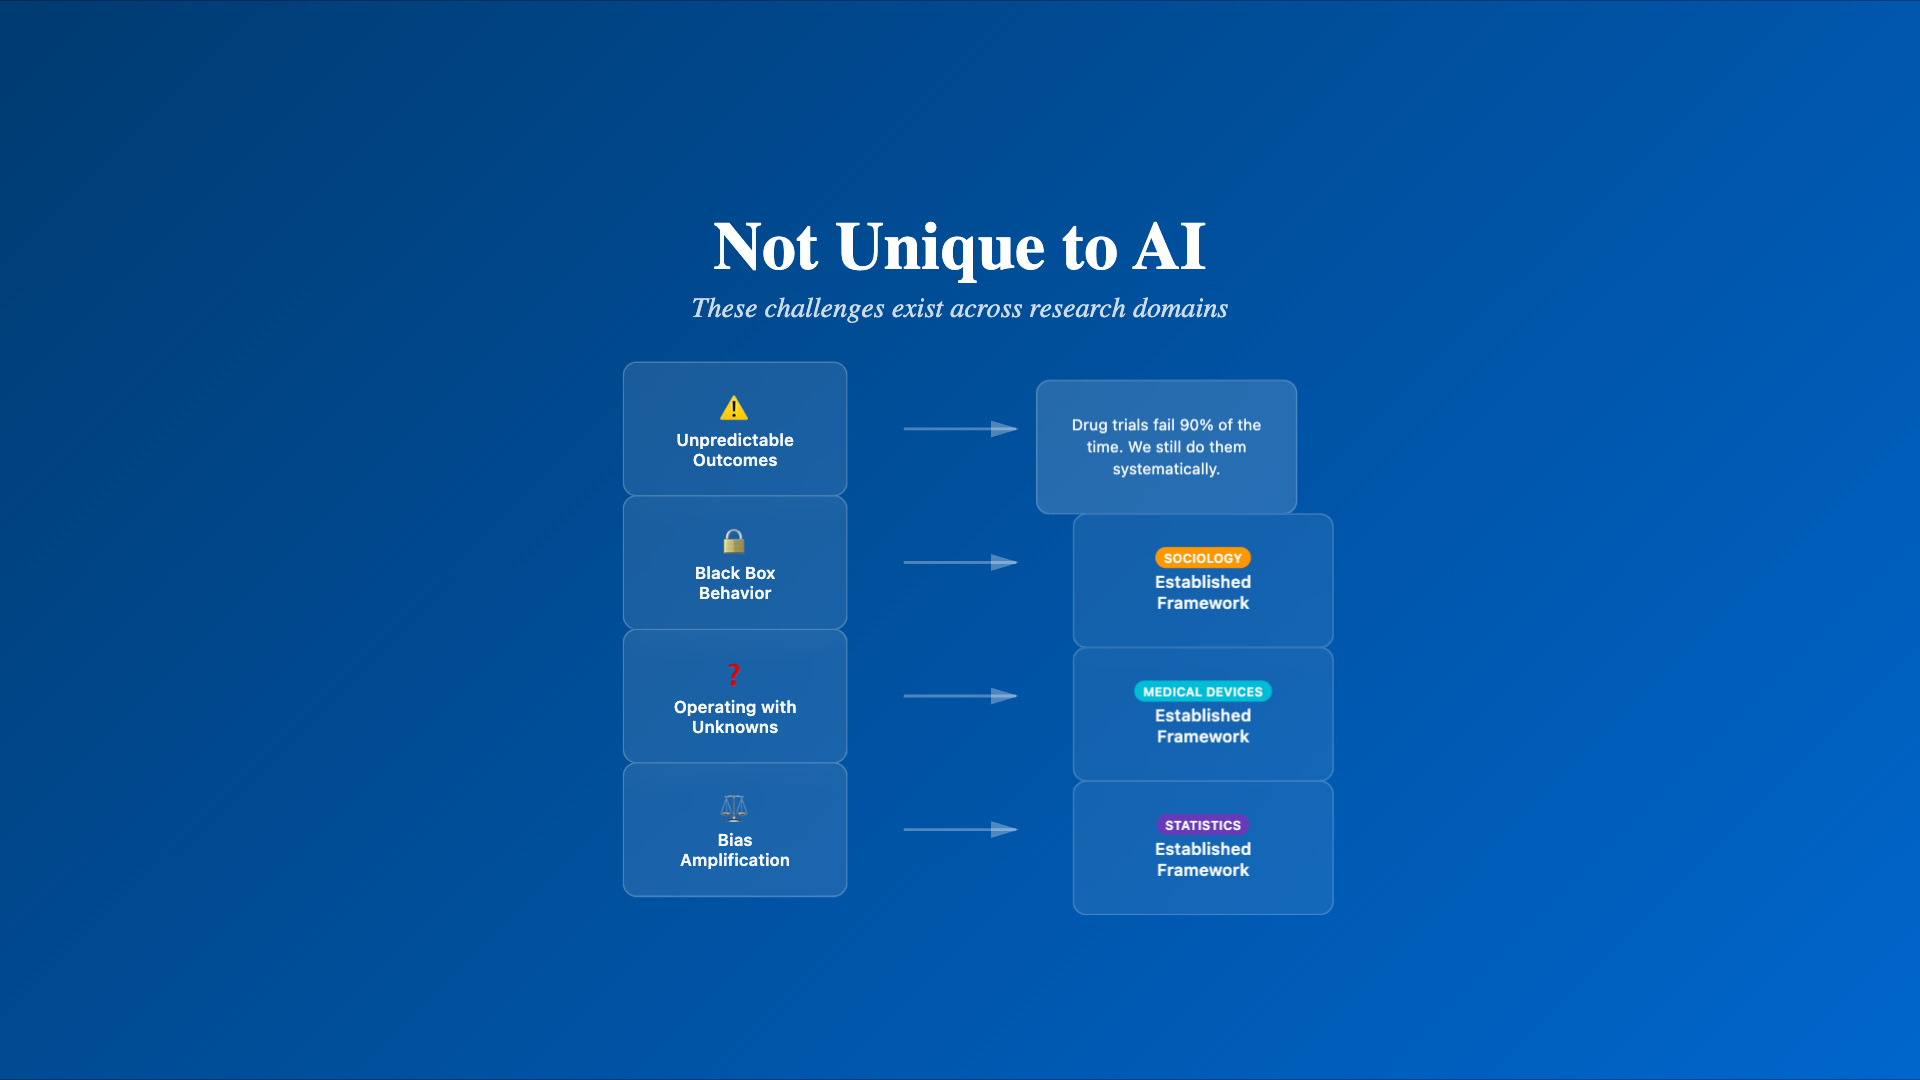 Not Unique to AI
These challenges exist across research domains
Unpredictable
Outcomes
Drug trials fail 90% of the
time. We still do them
systematically.
Black Box
Behavior
SOCIOLOGY
Established
Framework
Operating with
Unknowns
MEDICAL DEVICES
Established
Framework
Bias
Amplification
STATISTICS
Established
Framework